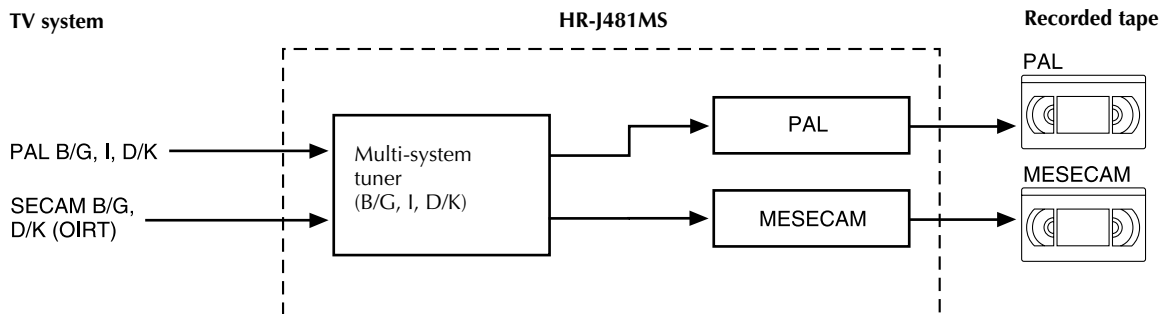 TV system
HR-J481MS
Recorded tape
PAL B/G, I, D/K
SECAM B/G,
D/K (OIRT)
Multi-system
tuner
(B/G, I, D/K)
PAL
MESECAM
PAL
MESECAM